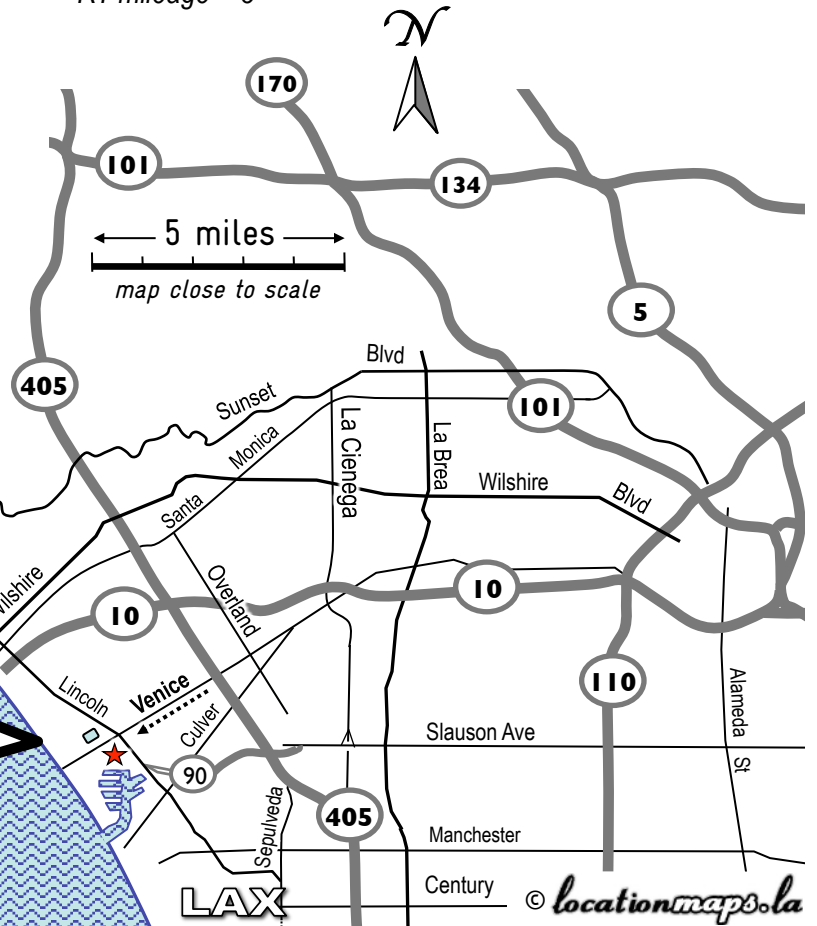 N
170
101
134
5 miles
map close to scale
5
405
Blvd
Sunset
101
La Cienega
La Brea
Monica
Santa
Wilshire
Blvd
Overland
10
10
Lincoln
Venice
Culver
110
Alameda
St
Slauson Ave
90
Sepulveda
405
Manchester
Century
LAX
© locationmaps.la